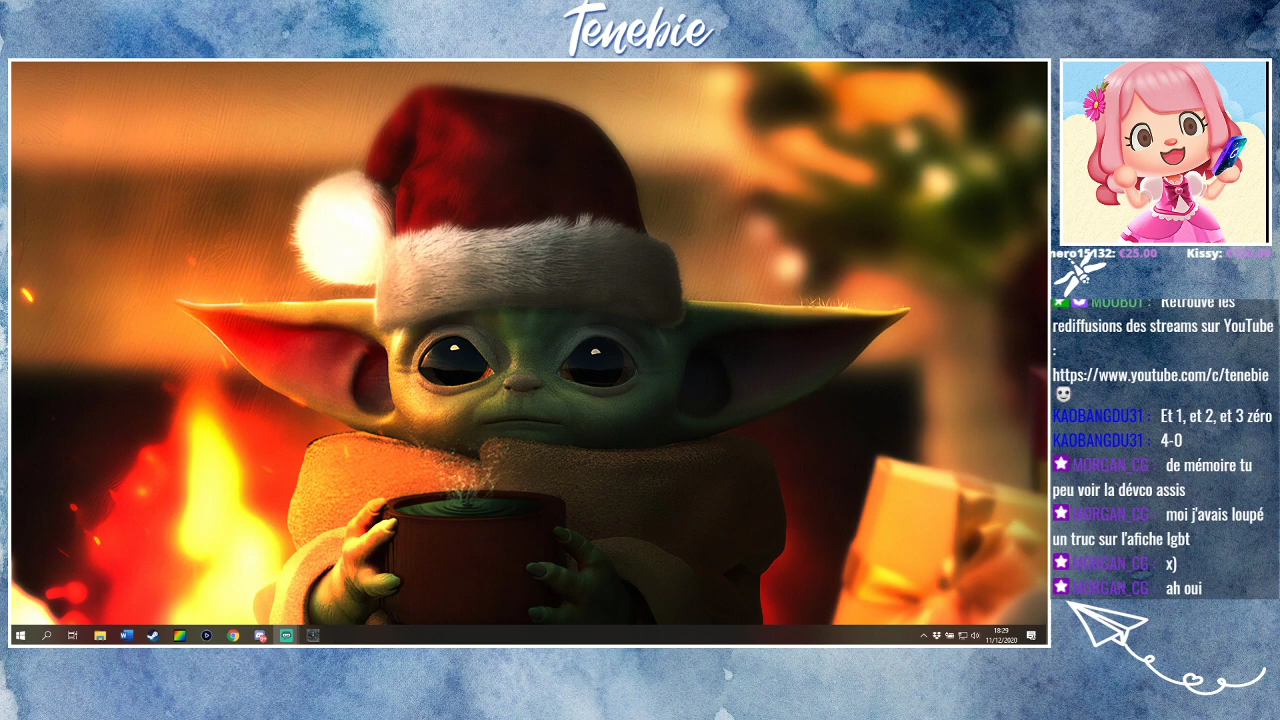 Tenebie
nero15132: €25.00 Kissy:
MOOBOT : Retrouve les
rediffusions des streams sur YouTube
:
https://www.youtube.com/c/tenebie
KAOBANGDU31 : Et 1, et 2, et 3 zéro
KAOBANGDU31 : 4-0
MORGAN_CG : de mémoire tu
peu voir la dévco assis
MORGAN_CG : moi j'avais loupé
un truc sur l'afiche lgbt
MORGAN_CG : x)
MORGAN_CG : ah oui
18:29
11/12/2020